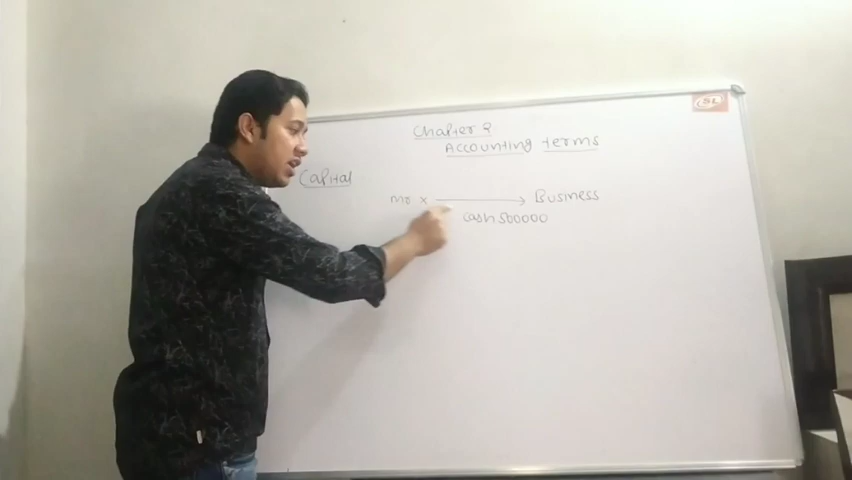 Chapter 2
Accounting terms
Capital
Mr X → Business
Cash 500000